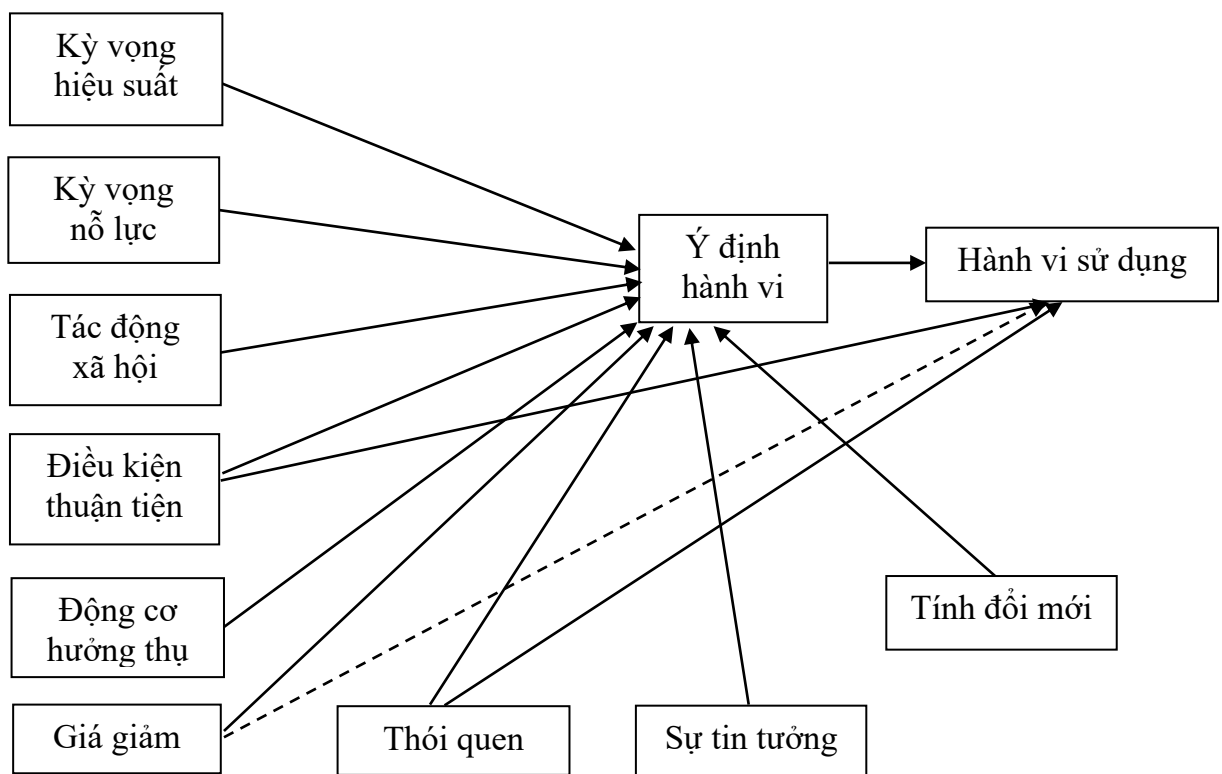 Kỳ vọng
hiệu suất
Kỳ vọng
nỗ lực
Ý định
hành vi
Hành vi sử dụng
Tác động
xã hội
Điều kiện
thuận tiện
Động cơ
hưởng thụ
Tính đổi mới
Giá giảm
Thói quen
Sự tin tưởng